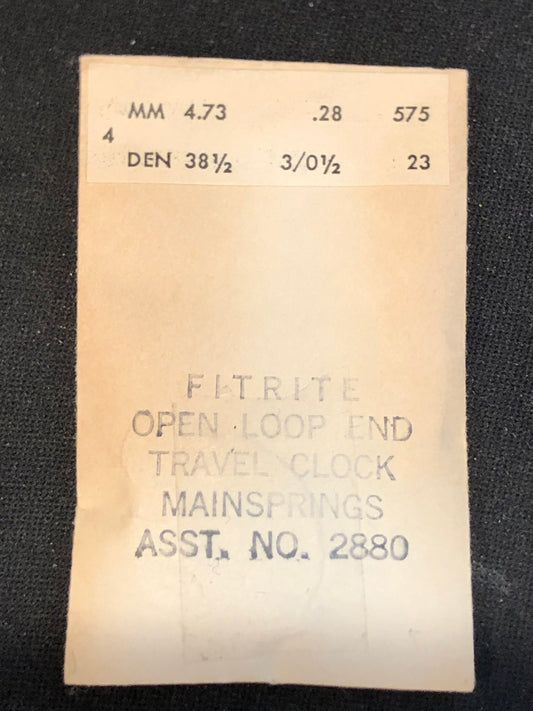 MM 4.73 .28 575
4
DEN 38½ 3/0½ 23
FITRITE
OPEN LOOP END
TRAVEL CLOCK
MAINSPRINGS
ASST. NO. 2880